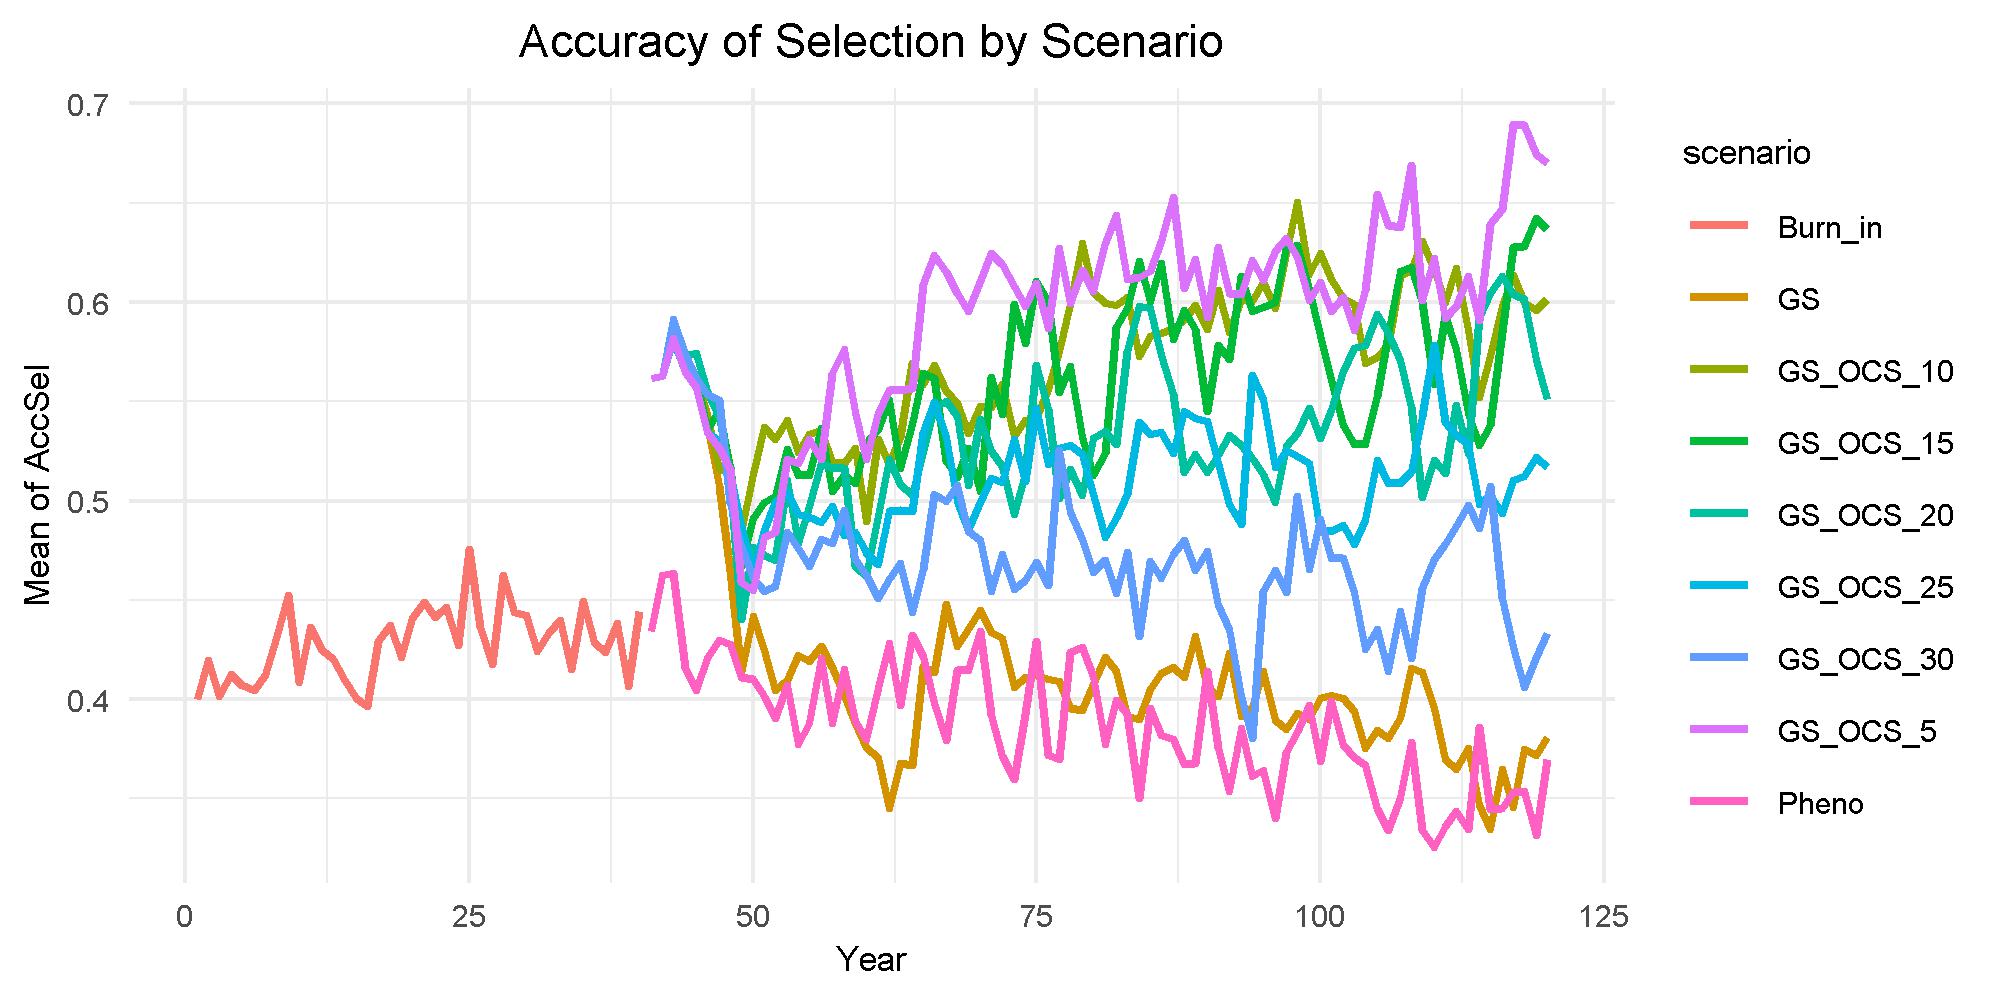 Accuracy of Selection by Scenario
Mean of AccSel
0.7
0.6
0.5
0.4
0
25
50
75
100
125
Year
scenario
Burn_in
GS
GS_OCS_10
GS_OCS_15
GS_OCS_20
GS_OCS_25
GS_OCS_30
GS_OCS_5
Pheno